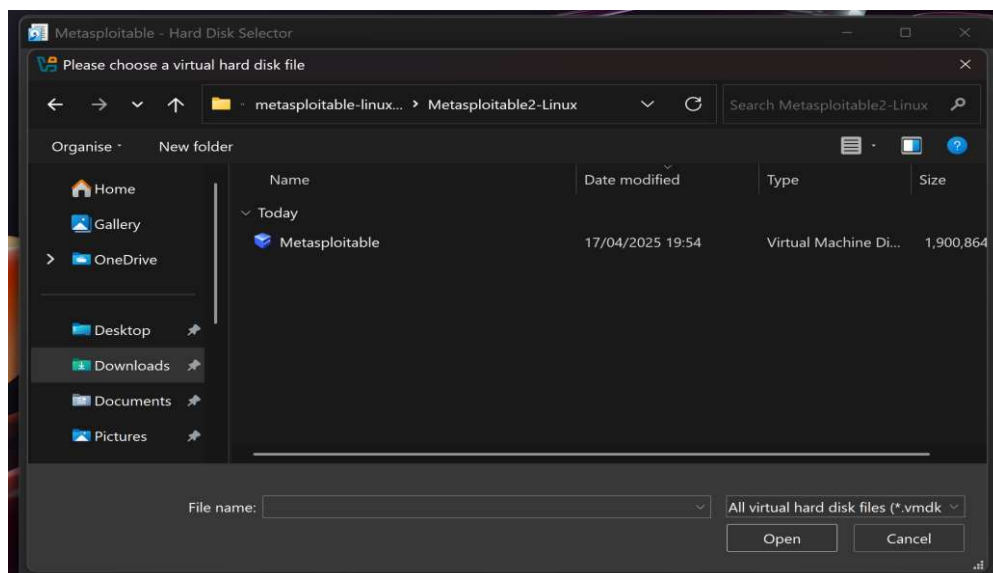 Metasploitable - Hard Disk Selector
Please choose a virtual hard disk file
metasploitable-linux... > Metasploitable2-Linux
Search Metasploitable2-Linux
Organise
New folder
Name Date modified Type Size
Home
Today
Gallery
Metasploitable 17/04/2025 19:54 Virtual Machine Di... 1,900,864
OneDrive
Desktop
Downloads
Documents
Pictures
File name:
All virtual hard disk files (*.vmdk
Open Cancel